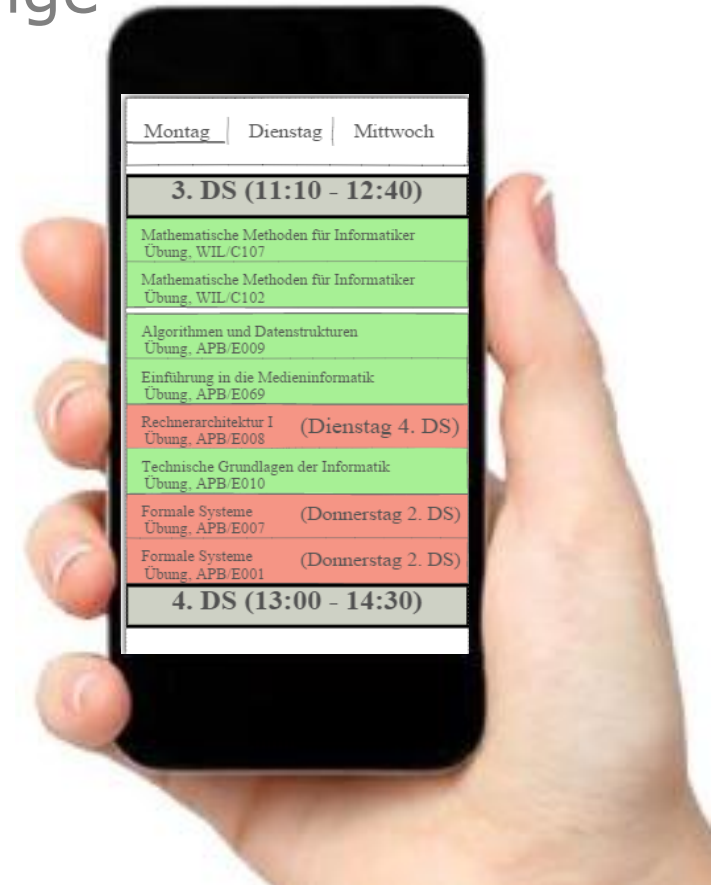 Montag Dienstag Mittwoch
3. DS (11:10 - 12:40)
Mathematische Methoden für Informatiker
Übung, WIL/C107
Mathematische Methoden für Informatiker
Übung, WIL/C102
Algorithmen und Datenstrukturen
Übung, APB/E009
Einführung in die Medieninformatik
Übung, APB/E069
Rechnerarchitektur I (Dienstag 4. DS)
Übung, APB/E008
Technische Grundlagen der Informatik
Übung, APB/E010
Formale Systeme (Donnerstag 2. DS)
Übung, APB/E007
Formale Systeme (Donnerstag 2. DS)
Übung, APB/E001
4. DS (13:00 - 14:30)